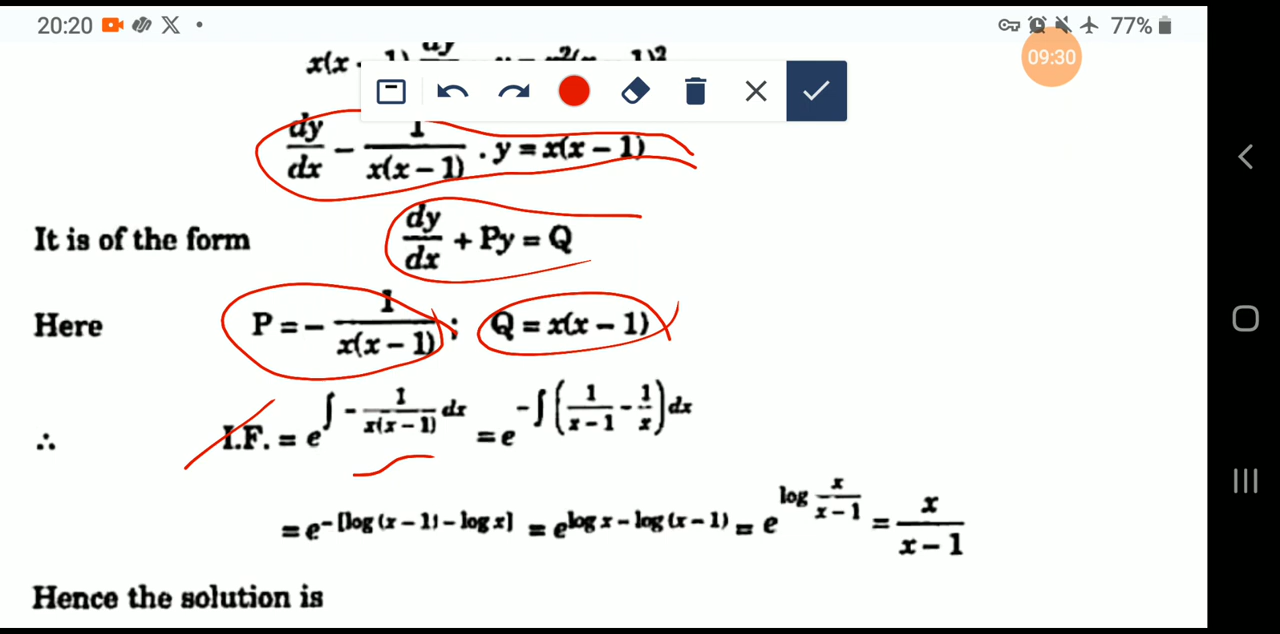 20:20 77%
09:30
dy/dx - 1/x(x - 1) . y = x(x - 1)
It is of the form dy/dx + Py = Q
Here P = - 1/x(x - 1) ; Q = x(x - 1)
∴ I.F. = e^∫ - 1/x(x - 1) dx = e^-∫(1/x - 1 - 1/x)dx
= e^-[log (x - 1) - log x] = e^log x - log (x - 1) = e^log x/x - 1 = x/x - 1
Hence the solution is